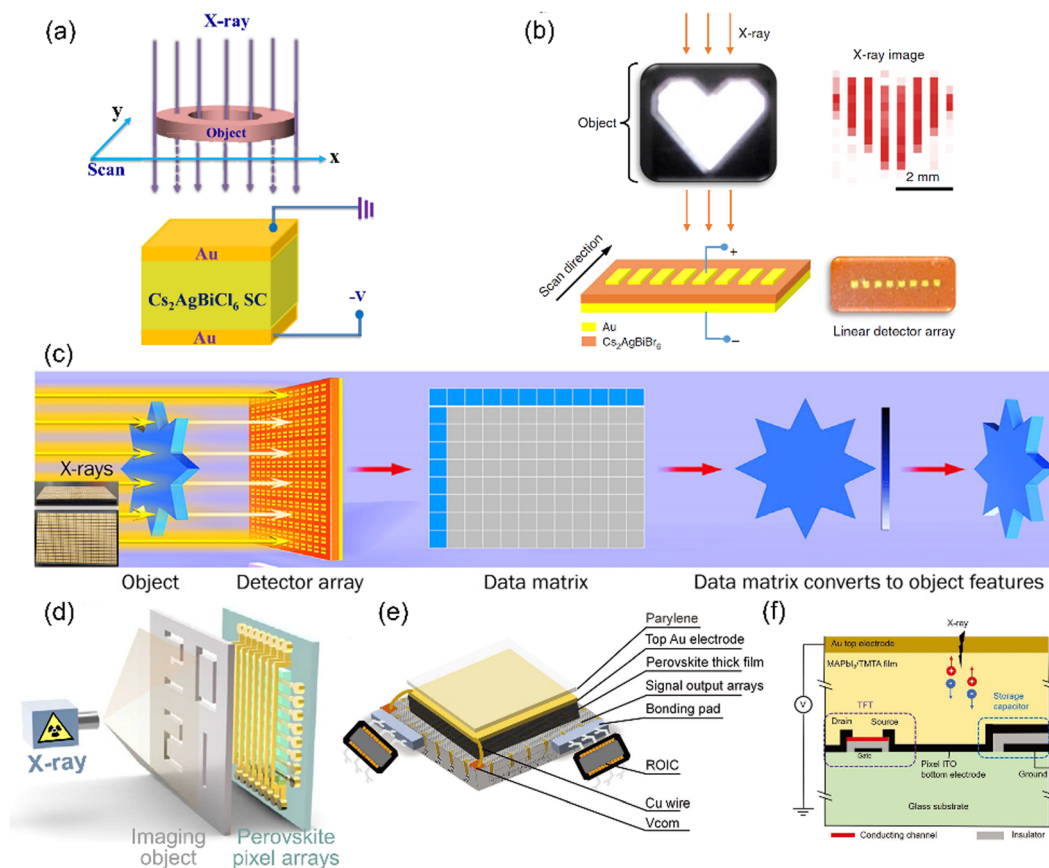 (a)
X-ray
y
Object
Scan
x
Au
Cs₂AgBiCl₆ SC
-V
Au
(b)
X-ray
X-ray image
Object
2 mm
Scan direction
+
−
Au
Cs₂AgBiBr₆
Linear detector array
(c)
X-rays
Object
Detector array
Data matrix
Data matrix converts to object features
(d)
X-ray
Imaging
object
Perovskite
pixel arrays
(e)
Parylene
Top Au electrode
Perovskite thick film
Signal output arrays
Bonding pad
ROIC
Cu wire
Vcom
(f)
X-ray
Au top electrode
MAPbI₃/TMTA film
Storage
capacitor
TFT
Drain
Source
Gate
V
+
+
-
-
Pixel ITO
bottom electrode
Ground
Glass substrate
Conducting channel
Insulator